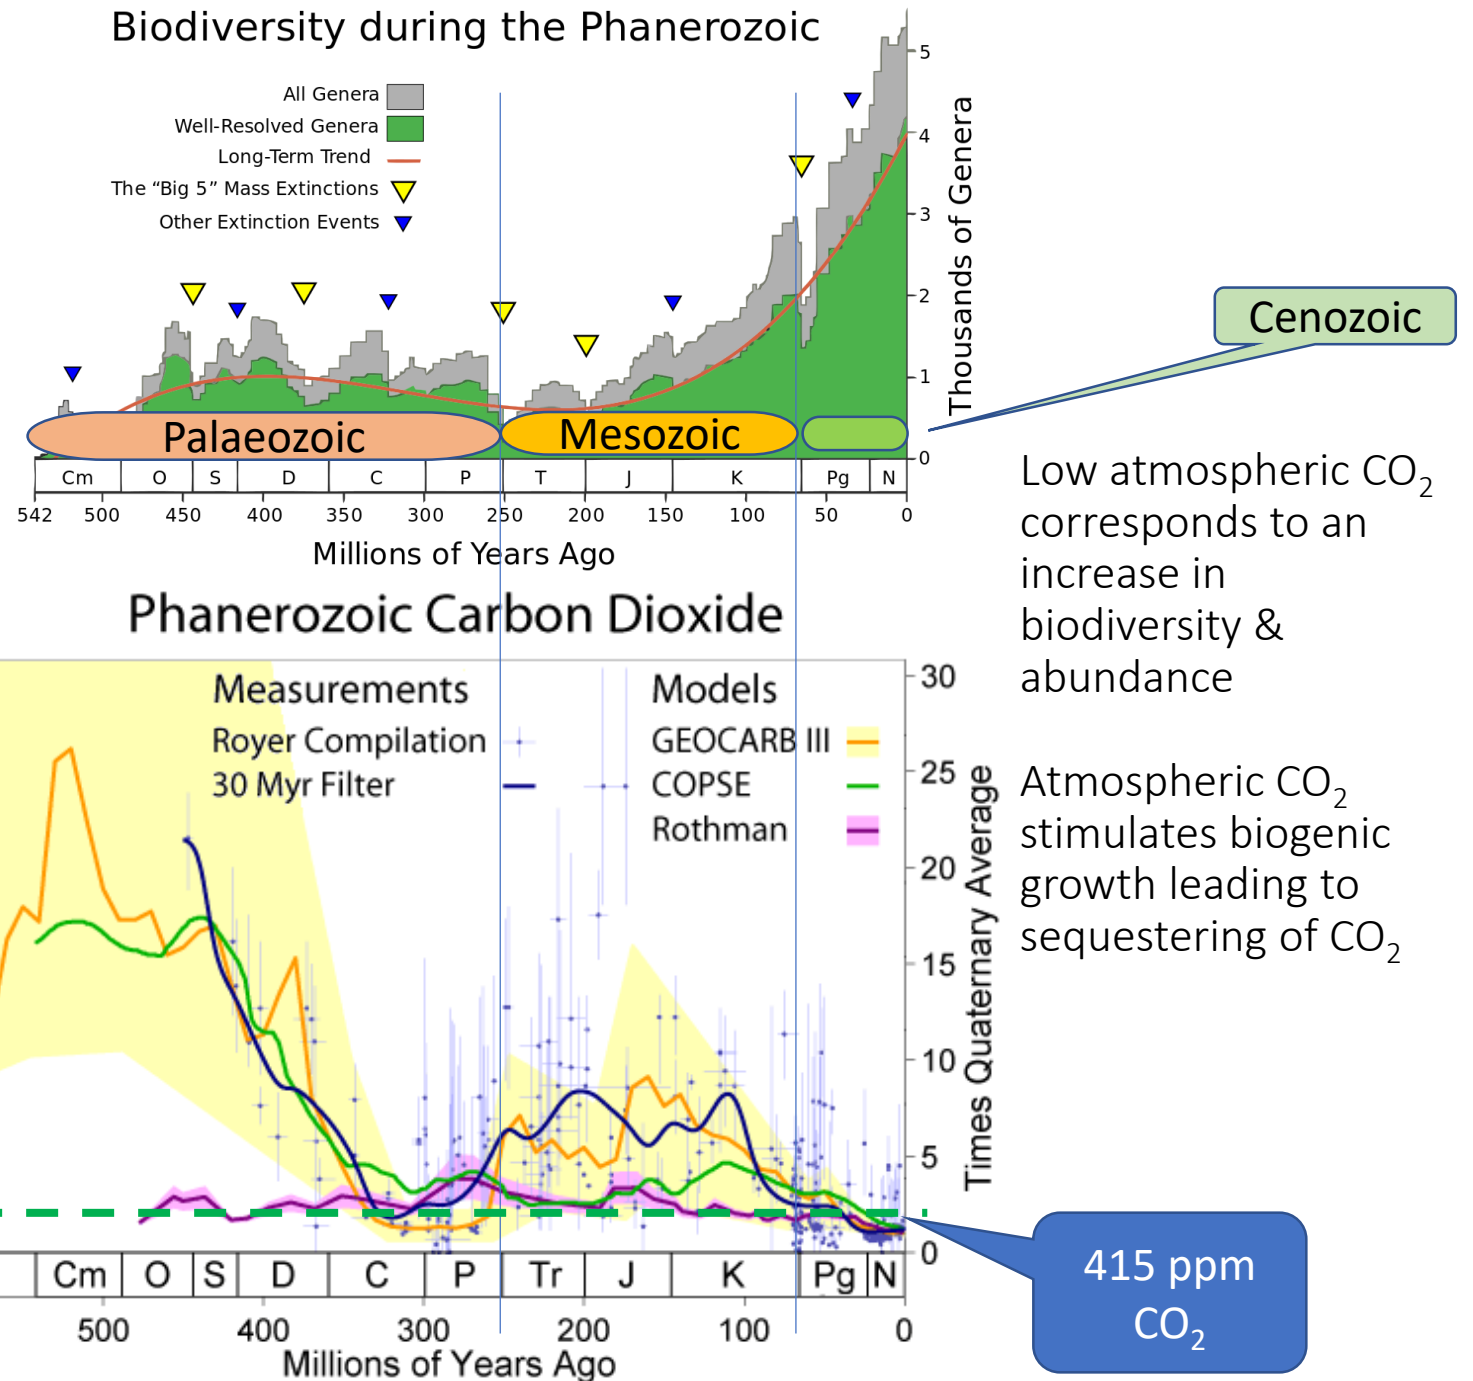 Biodiversity during the Phanerozoic
All Genera
Well-Resolved Genera
Long-Term Trend
The “Big 5” Mass Extinctions
Other Extinction Events
5
4
3
2
1
0
Thousands of Genera
Cenozoic
Palaeozoic
Mesozoic
Cm O S D C P T J K Pg N
542 500 450 400 350 300 250 200 150 100 50 0
Millions of Years Ago
Low atmospheric CO2
corresponds to an
increase in
biodiversity &
abundance
Atmospheric CO2
stimulates biogenic
growth leading to
sequestering of CO2
Phanerozoic Carbon Dioxide
Measurements
Royer Compilation
30 Myr Filter
Models
GEOCARB III
COPSE
Rothman
30
25
20
15
10
5
0
Times Quaternary Average
415 ppm
CO2
Cm O S D C P Tr J K Pg N
500 400 300 200 100 0
Millions of Years Ago